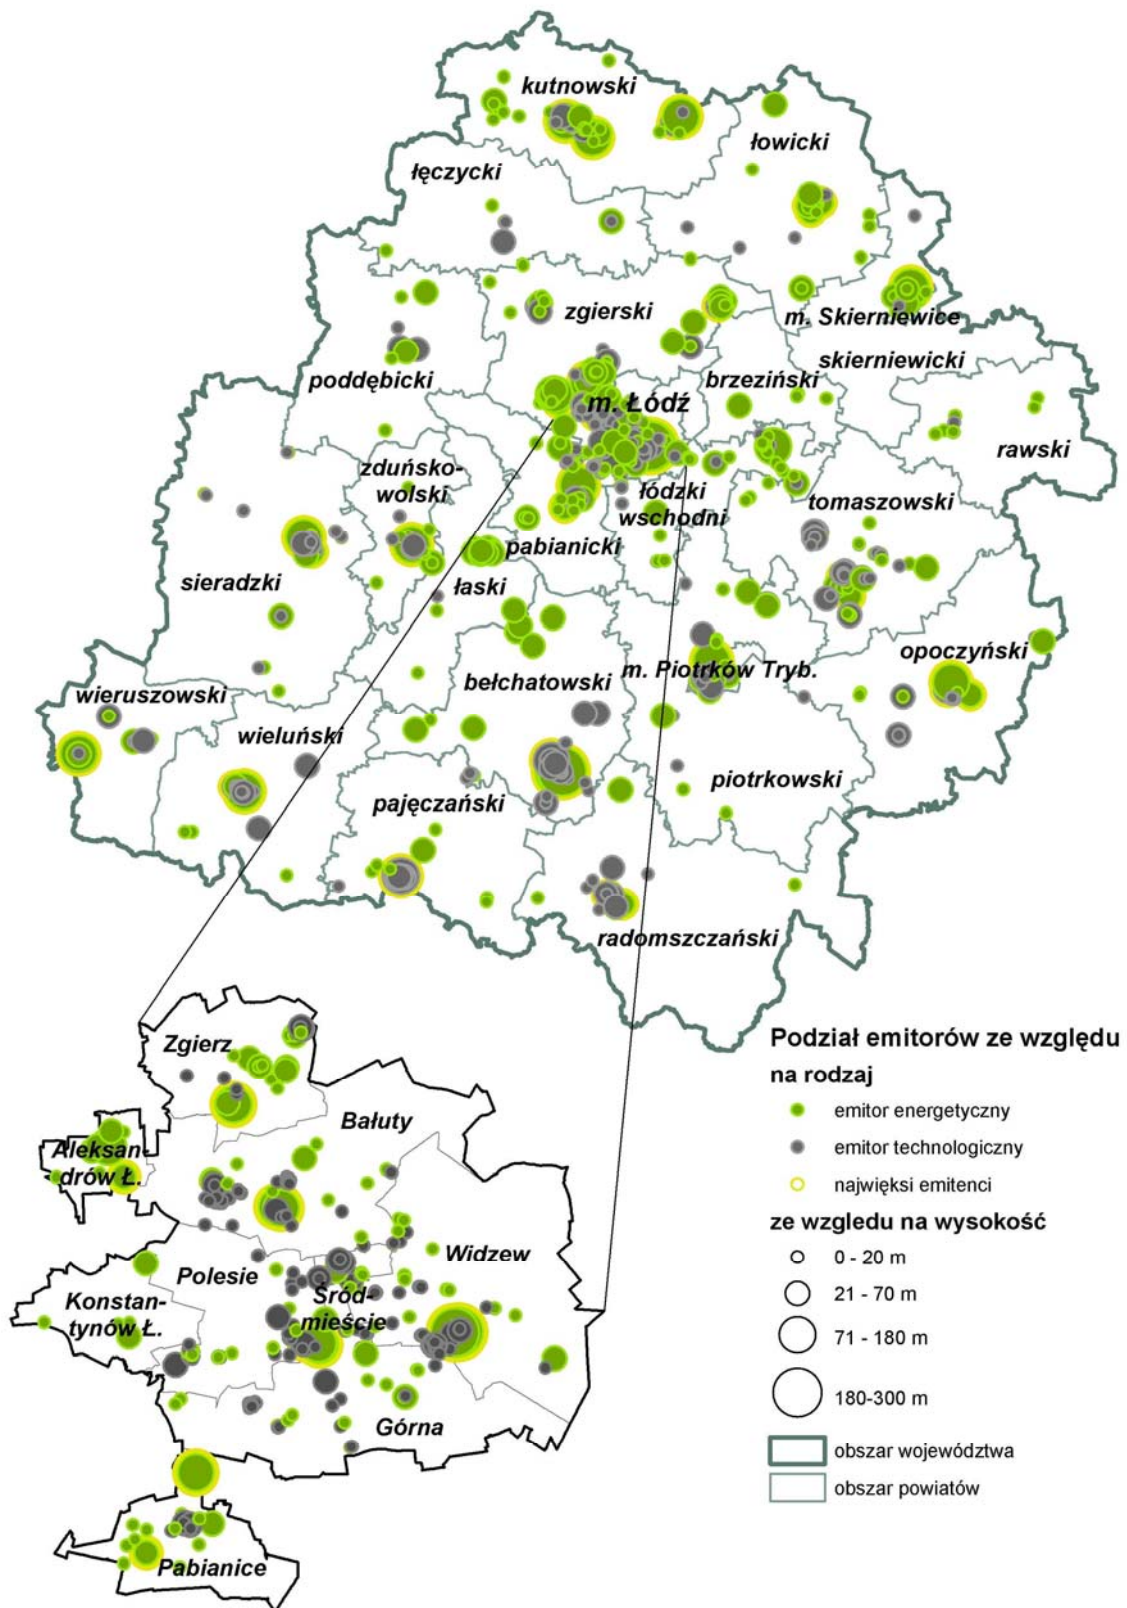 kutnowski
łowicki
łęczycki
zgierski
m. Skierniewice
skierniewicki
poddębicki
brzeziński
m. Łódź
rawski
zduńsko-
wolski
łódzki
wschodni
tomaszowski
pabianicki
sieradzki
łaski
opoczyński
bełchatowski
m. Piotrków Tryb.
wieruszowski
wieluński
pajęczański
piotrkowski
radomszczański
Zgierz
Bałuty
Aleksan-
drów Ł.
Widzew
Polesie
Konstan-
tynów Ł.
Śród-
mieście
Górna
Pabianice
Podział emitorów ze względu
na rodzaj
emitor energetyczny
emitor technologiczny
najwięksi emitenci
ze wzgledu na wysokość
0 - 20 m
21 - 70 m
71 - 180 m
180-300 m
obszar województwa
obszar powiatów